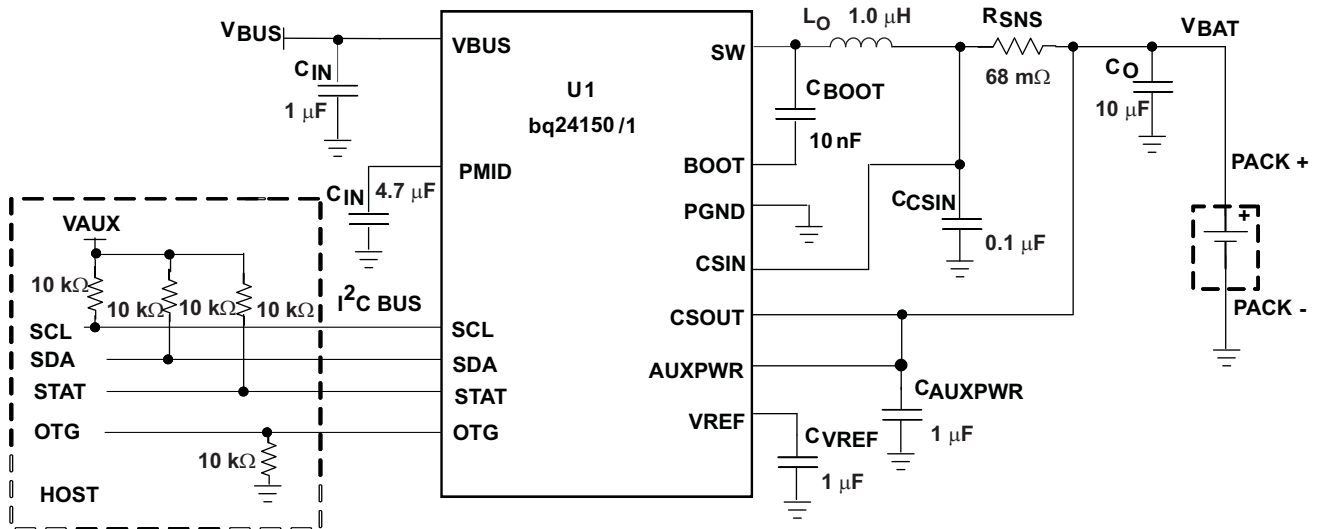 VBUS
CIN
1 μF
VBUS
U1
bq24150/1
SW
LO 1.0 μH
RSNS
68 mΩ
VBAT
CO
10 μF
CBOOT
10 nF
BOOT
PMID
CIN
4.7 μF
PGND
CCSIN
0.1 μF
CSIN
PACK +
+
PACK -
VAUX
10 kΩ
10 kΩ
10 kΩ
I2C BUS
SCL
SCL
CSOUT
SDA
SDA
AUXPWR
STAT
STAT
CAUXPWR
1 μF
VREF
CVREF
1 μF
OTG
OTG
10 kΩ
HOST